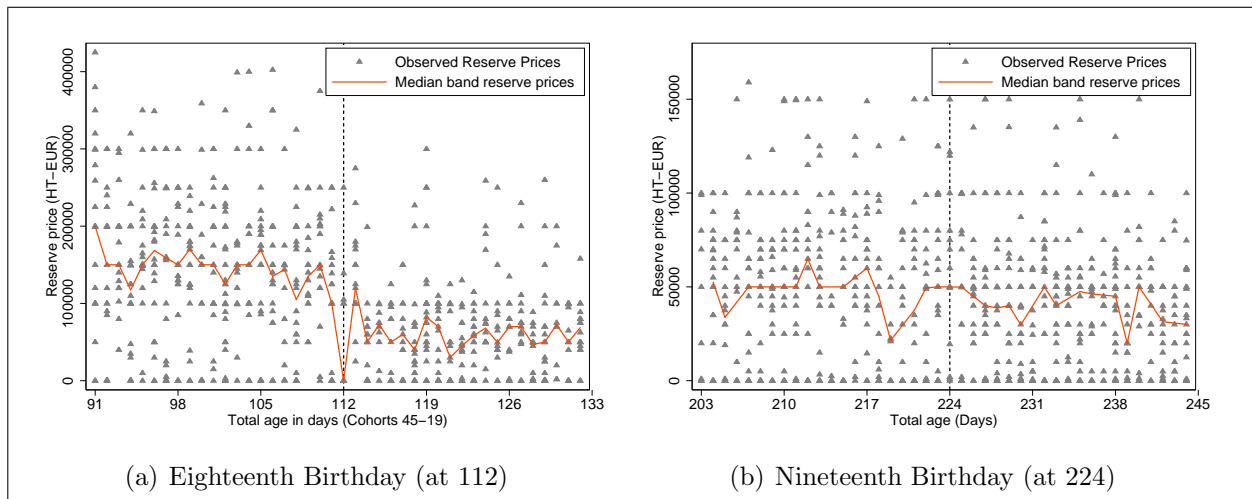 Observed Reserve Prices
Median band reserve prices
Reserve price (HT−EUR)
400000
300000
200000
100000
0
91 98 105 112 119 126 133
Total age in days (Cohorts 45−19)
(a) Eighteenth Birthday (at 112)
Observed Reserve Prices
Median band reserve prices
Reserve price (HT−EUR)
150000
100000
50000
0
203 210 217 224 231 238 245
Total age (Days)
(b) Nineteenth Birthday (at 224)